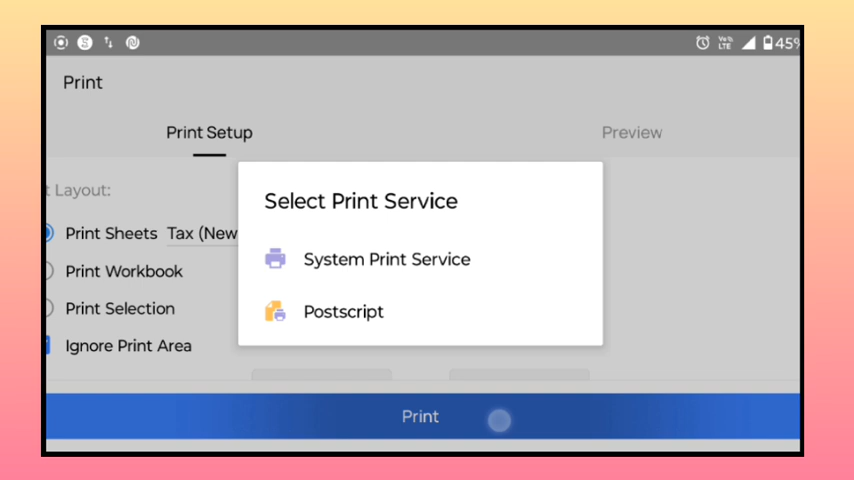 45%
Print
Print Setup
Preview
t Layout:
Select Print Service
Print Sheets Tax (New
System Print Service
Print Workbook
Print Selection
Postscript
Ignore Print Area
Print